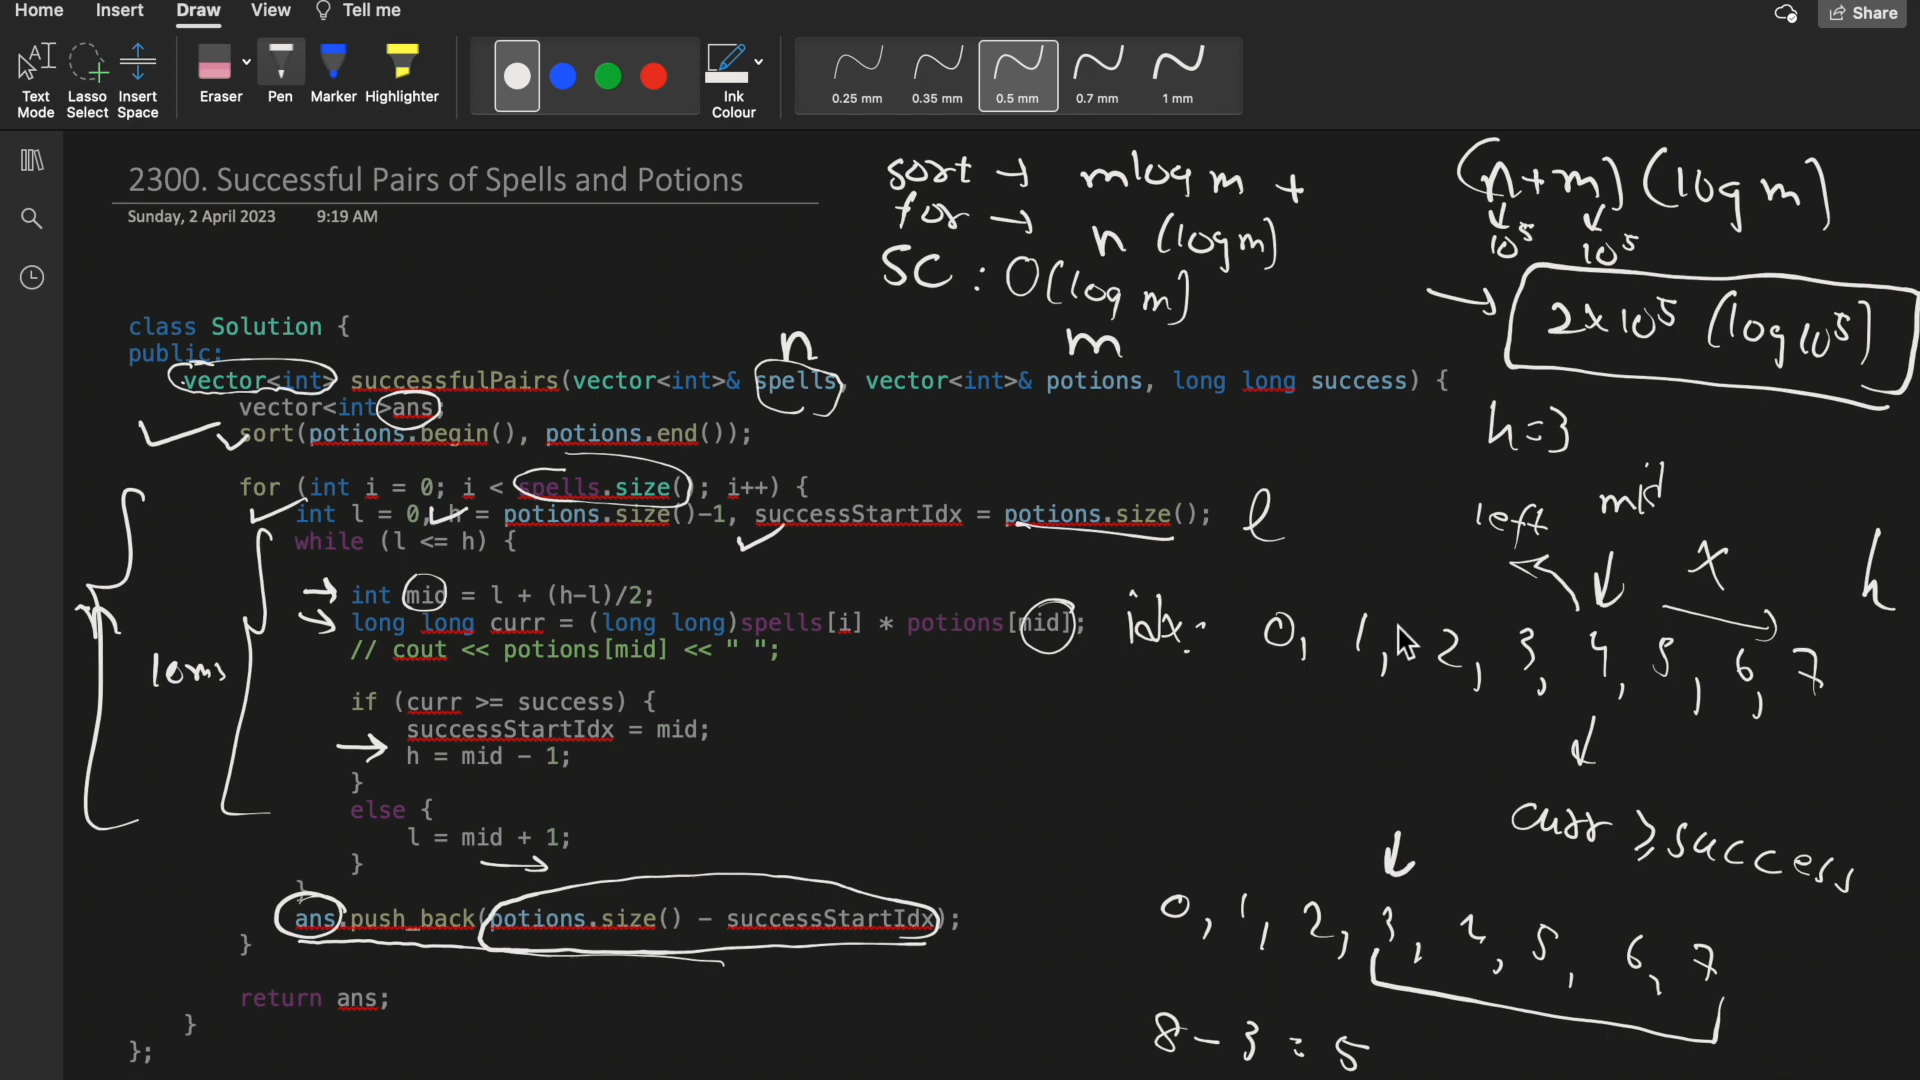 Home Insert Draw View Tell me Share
Text Mode Lasso Select Insert Space Eraser Pen Marker Highlighter Ink Colour 0.25 mm 0.35 mm 0.5 mm 0.7 mm 1 mm
2300. Successful Pairs of Spells and Potions
Sunday, 2 April 2023 9:19 AM
sort → m log m +
for → n (log m)
SC : O(log m)
(n+m) (log m)
10^5 10^5
→ 2x10^5 (log 10^5)
n m
class Solution {
public:
vector<int> successfulPairs(vector<int>& spells, vector<int>& potions, long long success) {
vector<int>ans;
sort(potions.begin(), potions.end());
for (int i = 0; i < spells.size(); i++) {
int l = 0, h = potions.size()-1, successStartIdx = potions.size();
while (l <= h) {
int mid = l + (h-l)/2;
long long curr = (long long)spells[i] * potions[mid];
// cout << potions[mid] << " ";
if (curr >= success) {
successStartIdx = mid;
h = mid - 1;
}
else {
l = mid + 1;
}
}
ans.push_back(potions.size() - successStartIdx);
}
return ans;
}
};
n
h=3
l left mid x h
idx: 0, 1, 2, 3, 4, 5, 6, 7
curr ≥ success
0, 1, 2, 3, 4, 5, 6, 7
8 - 3 = 5